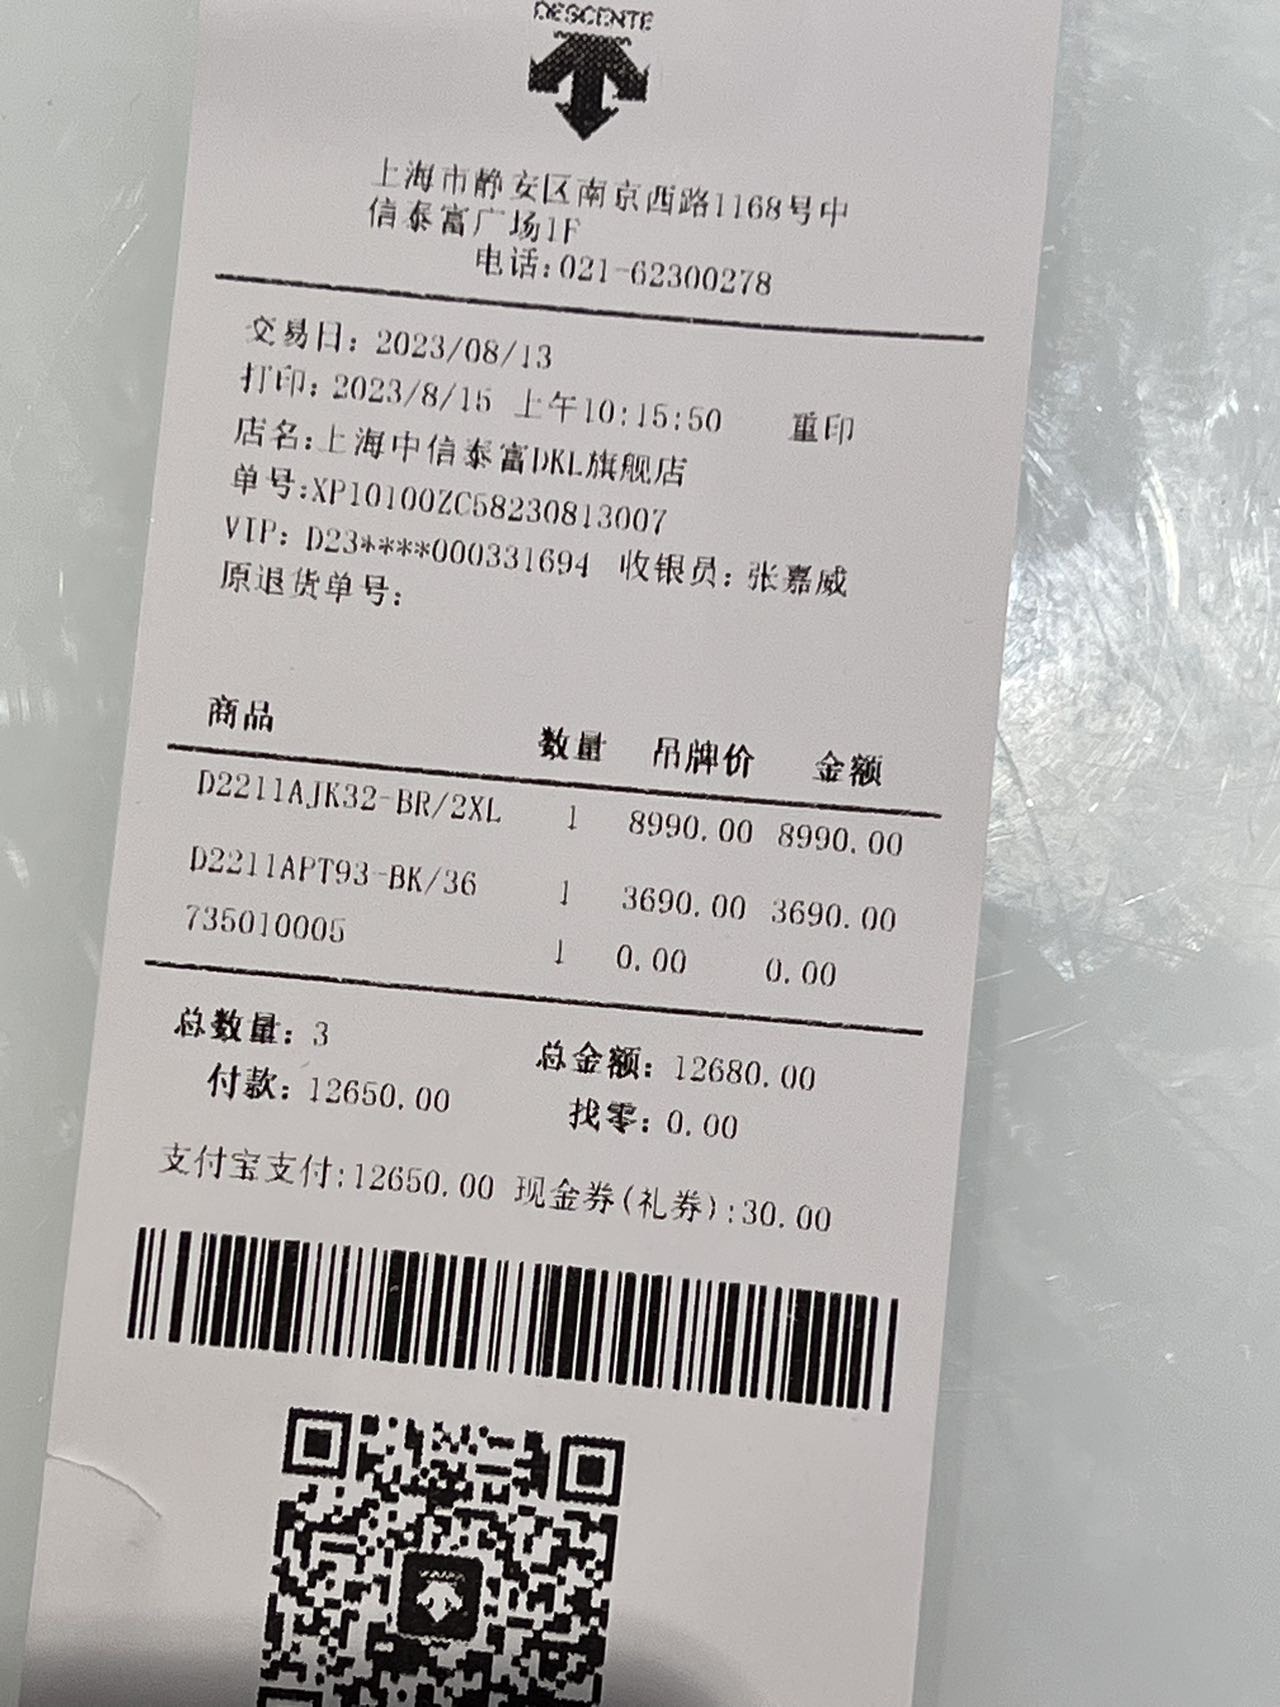 DESCENTE
上海市静安区南京西路1168号中
信泰富广场1F
电话:021-62300278
交易日: 2023/08/13
打印: 2023/8/15 上午10:15:50 重印
店名:上海中信泰富DKL旗舰店
单号:XP10100ZC58230813007
VIP: D23****000331694 收银员: 张嘉威
原退货单号:
商品 数量 吊牌价 金额
D2211AJK32-BR/2XL 1 8990.00 8990.00
D2211APT93-BK/36 1 3690.00 3690.00
735010005 1 0.00 0.00
总数量: 3 总金额: 12680.00
付款: 12650.00 找零: 0.00
支付宝支付:12650.00 现金券(礼券):30.00